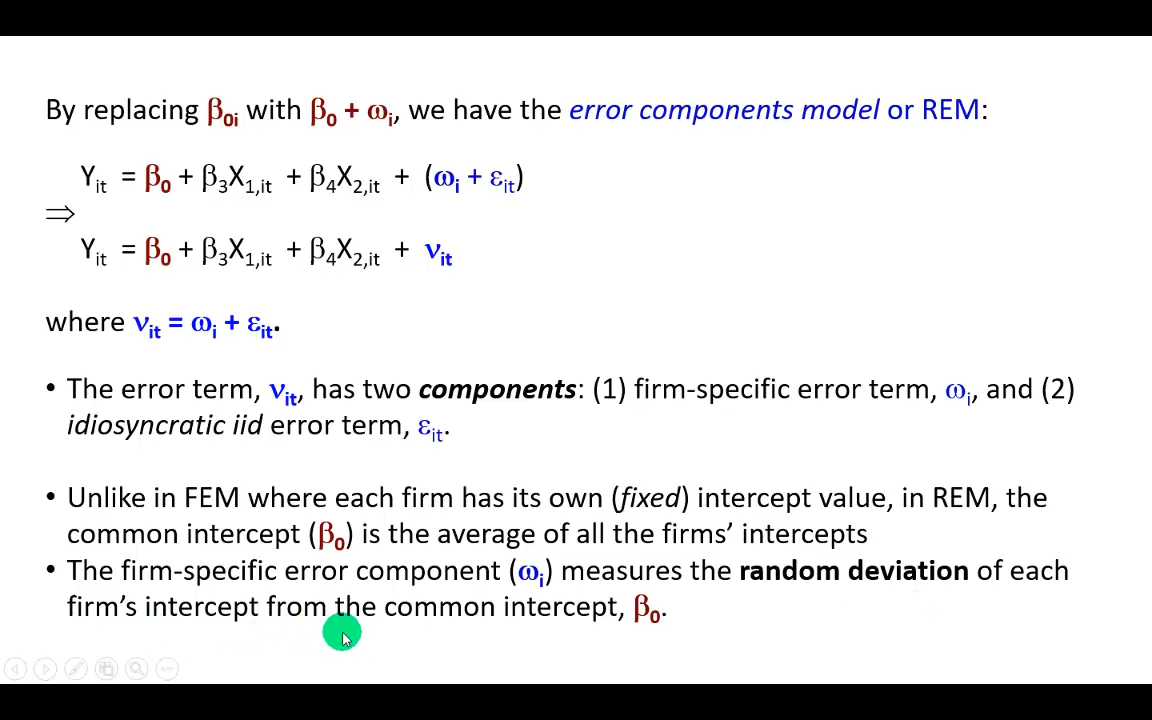 By replacing β₀ᵢ with β₀ + ωᵢ, we have the error components model or REM:
Yᵢₜ = β₀ + β₃X₁,ᵢₜ + β₄X₂,ᵢₜ + (ωᵢ + εᵢₜ)
⇒
Yᵢₜ = β₀ + β₃X₁,ᵢₜ + β₄X₂,ᵢₜ + νᵢₜ
where νᵢₜ = ωᵢ + εᵢₜ.
• The error term, νᵢₜ, has two components: (1) firm-specific error term, ωᵢ, and (2)
idiosyncratic iid error term, εᵢₜ.
• Unlike in FEM where each firm has its own (fixed) intercept value, in REM, the
common intercept (β₀) is the average of all the firms’ intercepts
• The firm-specific error component (ωᵢ) measures the random deviation of each
firm’s intercept from the common intercept, β₀.